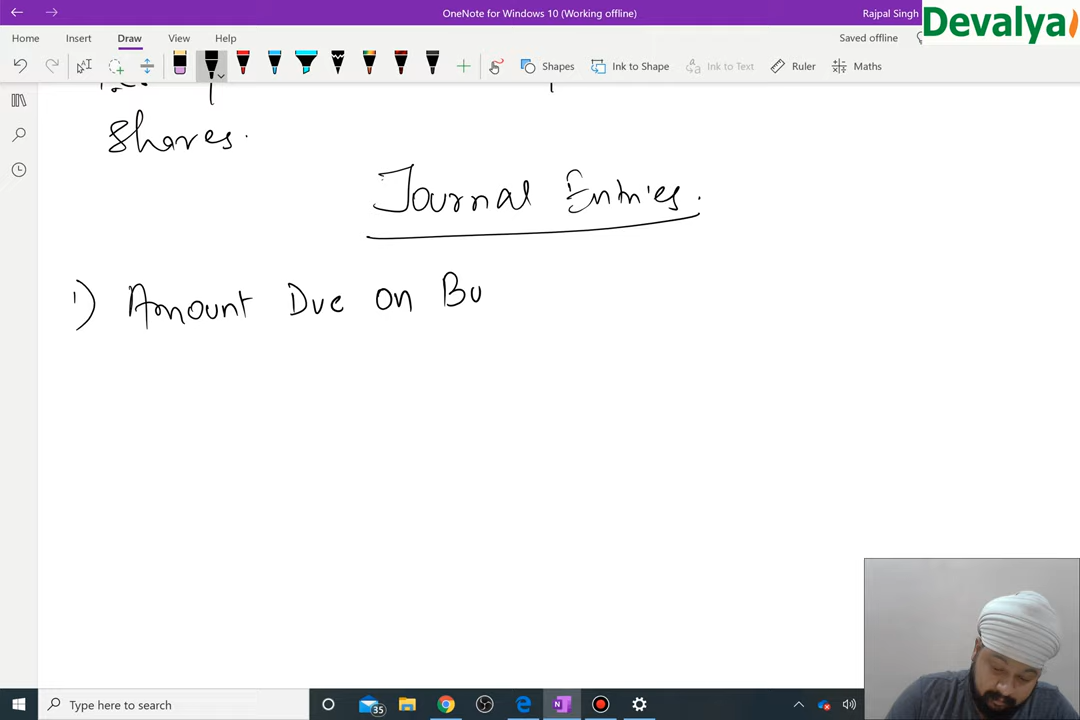 OneNote for Windows 10 (Working offline)
Rajpal Singh
Devalya
Home Insert Draw View Help
Saved offline
Shapes Ink to Shape Ink to Text Ruler Maths
Shares.
Journal Entries.
1) Amount Due on Bu
Type here to search
35